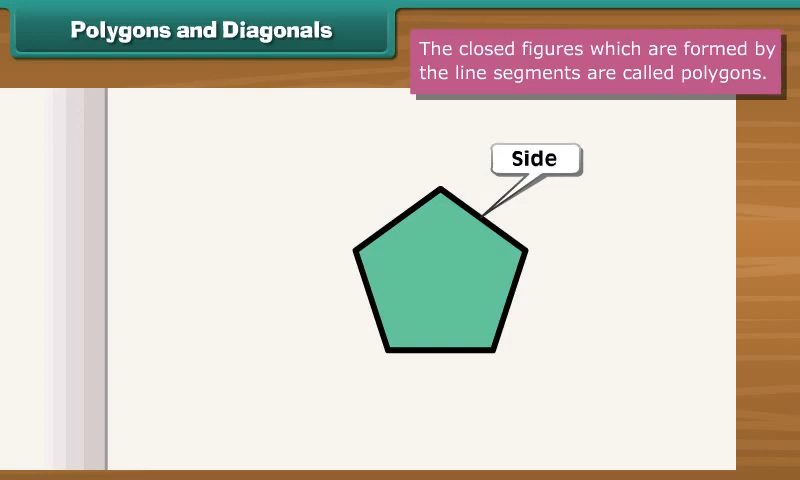 Polygons and Diagonals
The closed figures which are formed by
the line segments are called polygons.
Side